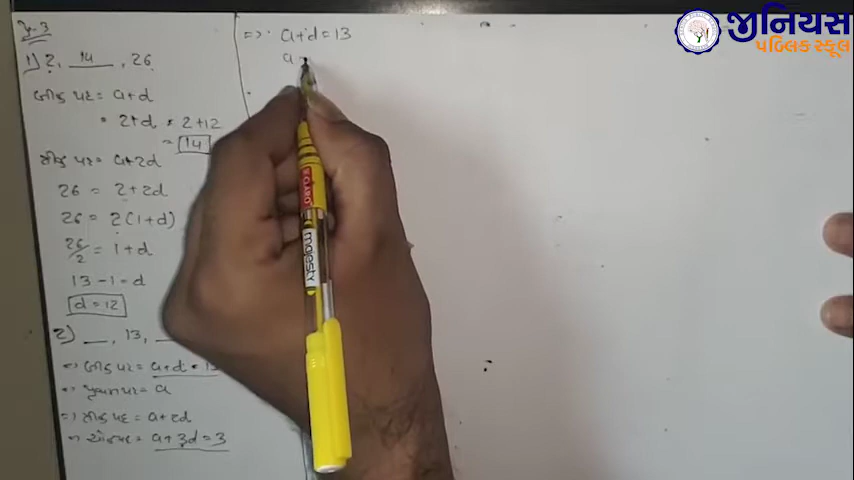 પ્ર-3
1) 2, 14 , 26
બીજુ પદ = a+d
= 2+d = 2+12
= 14
ત્રીજુ પદ = a+2d
26 = 2+2d
26 = 2(1+d)
26/2 = 1+d
13-1=d
d=12
2) __, 13, __
=> બીજુ પદ = a+d = 13
=> પ્રથમ પદ = a
=> ત્રીજુ પદ = a+2d
=> ચોથુ પદ = a+3d=3
=> a+d=13
a
majesty
જીનિયસ
પબ્લિક સ્કૂલ